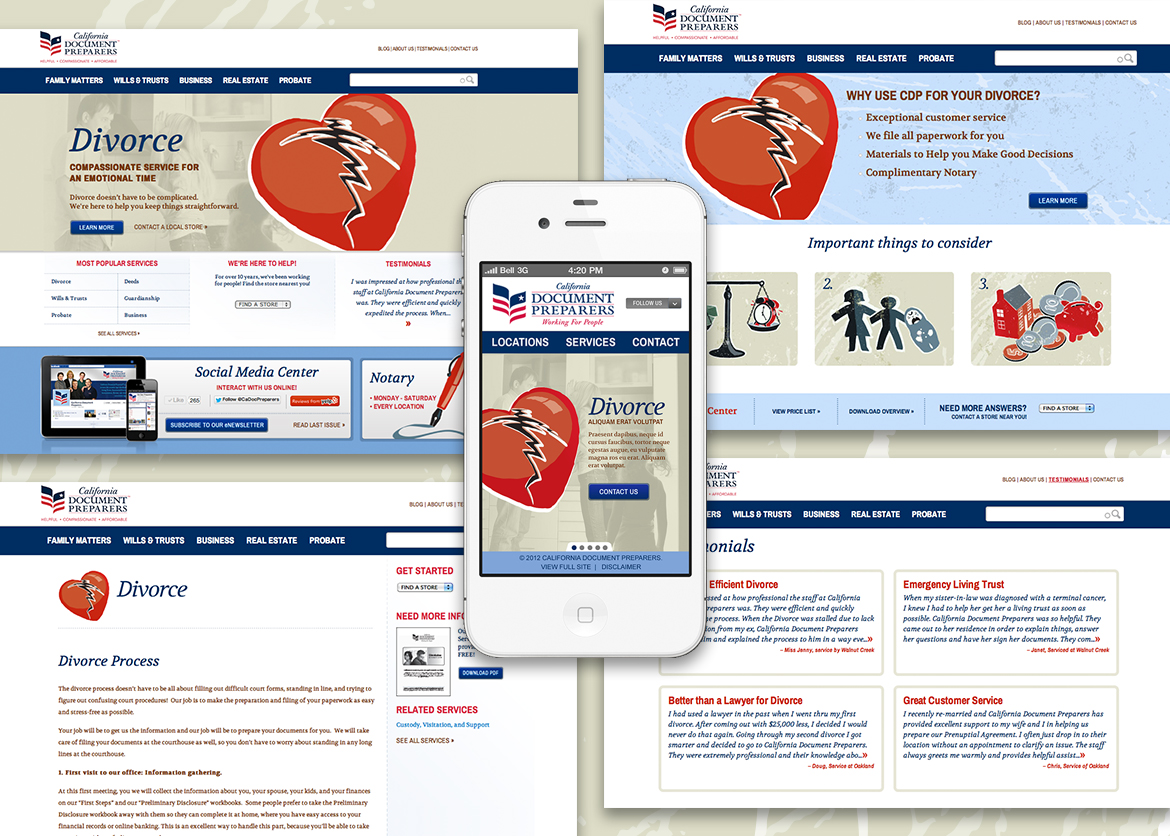 California
DOCUMENT
PREPARERS
HELPFUL • COMPASSIONATE • AFFORDABLE
BLOG | ABOUT US | TESTIMONIALS | CONTACT US
FAMILY MATTERS WILLS & TRUSTS BUSINESS REAL ESTATE PROBATE
Divorce
COMPASSIONATE SERVICE FOR
AN EMOTIONAL TIME
Divorce doesn't have to be complicated.
We're here to help you keep things straightforward.
LEARN MORE CONTACT A LOCAL STORE »
MOST POPULAR SERVICES
Divorce Deeds
Wills & Trusts Guardianship
Probate Business
SEE ALL SERVICES
WE'RE HERE TO HELP!
For over 10 years, we've been working
for people! Find the store nearest you!
FIND A STORE
TESTIMONIALS
I was impressed at how professional th
staff at California Document Preparers
was. They were efficient and quickly
expedited the process. When...
»
Social Media Center
INTERACT WITH US ONLINE!
Like 265 Follow @CaDocPreparers Reviews from yelp
SUBSCRIBE TO OUR eNEWSLETTER READ LAST ISSUE
Notary
• MONDAY - SATURDAY
• EVERY LOCATION
California
DOCUMENT
PREPARERS
HELPFUL • COMPASSIONATE • AFFORDABLE
BLOG | ABOUT US | TESTIMONIALS | CONTACT US
FAMILY MATTERS WILLS & TRUSTS BUSINESS REAL ESTATE PROBATE
WHY USE CDP FOR YOUR DIVORCE?
Exceptional customer service
We file all paperwork for you
Materials to Help you Make Good Decisions
Complimentary Notary
LEARN MORE
Important things to consider
2.
3.
Center
VIEW PRICE LIST »
DOWNLOAD OVERVIEW »
NEED MORE ANSWERS?
CONTACT A STORE NEAR YOU!
FIND A STORE
Bell 3G 4:20 PM
California
DOCUMENT
PREPARERS
Working For People
FOLLOW US
LOCATIONS SERVICES CONTACT
Divorce
ALIQUAM ERAT VOLUTPAT
Praesent dapibus, neque id
cursus faucibus, tortor neque
egestas augue, eu vulputate
magna ros eu erat. Aliquam
erat volutpat.
CONTACT US
© 2012 CALIFORNIA DOCUMENT PREPARERS
VIEW FULL SITE | DISCLAIMER
California
DOCUMENT
PREPARERS
HELPFUL • COMPASSIONATE • AFFORDABLE
BLOG | ABOUT US | TE
FAMILY MATTERS WILLS & TRUSTS BUSINESS REAL ESTATE PROBATE
Divorce
Divorce Process
The divorce process doesn't have to be all about filling out difficult court forms, standing in line, and trying to
figure out confusing court procedures! Our job is to make the preparation and filing of your paperwork as easy
and stress-free as possible.
Your job will be to get us the information and our job will be to prepare your documents for you. We will take
care of filing your documents at the courthouse as well, so you don't have to worry about standing in any long
lines at the courthouse.
1. First visit to our office: Information gathering.
At this first meeting, you we will collect the information about you, your spouse, your kids, and your finances
on our "First Steps" and our "Preliminary Disclosure" workbooks. Some people prefer to take the Preliminary
Disclosure workbook away with them so they can complete it at home, where you have easy access to your
financial records or online banking. This is an excellent way to handle this part, because you'll be able to take
GET STARTED
FIND A STORE
NEED MORE INFO
FREE!
DOWNLOAD PDF
RELATED SERVICES
Custody, Visitation, and Support
SEE ALL SERVICES
fornia
MENT
ARERS
AFFORDABLE
BLOG | ABOUT US | TESTIMONIALS | CONTACT US
ERS WILLS & TRUSTS BUSINESS REAL ESTATE PROBATE
monials
Efficient Divorce
ssed at how professional the staff at California
reparers was. They were efficient and quickly
e process. When the Divorce was stalled due to lack
ion from my ex, California Document Preparers
im and explained the process to him in a way eve...»
– Miss Jenny, service by Walnut Creek
Emergency Living Trust
When my sister-in-law was diagnosed with a terminal cancer,
I knew I had to help her get her a living trust as soon as
possible. California Document Preparers was so helpful. They
came out to her residence in order to explain things, answer
her questions and have her sign her documents. They com...»
– Janet, Serviced at Walnut Creek
Better than a Lawyer for Divorce
I had used a lawyer in the past when I went thru my first
divorce. After coming out with $25,000 less, I decided I would
never do that again. Going through my second divorce I got
smarter and decided to go to California Document Preparers.
They were extremely professional and their knowledge abo...»
– Doug, Service at Oakland
Great Customer Service
I recently re-married and California Document Preparers has
provided excellent support to my wife and I in helping us
prepare our Prenuptial Agreement. I often just drop in to their
location without an appointment to clarify an issue. The staff
always greets me warmly and provides helpful assist...»
– Chris, Service of Oakland